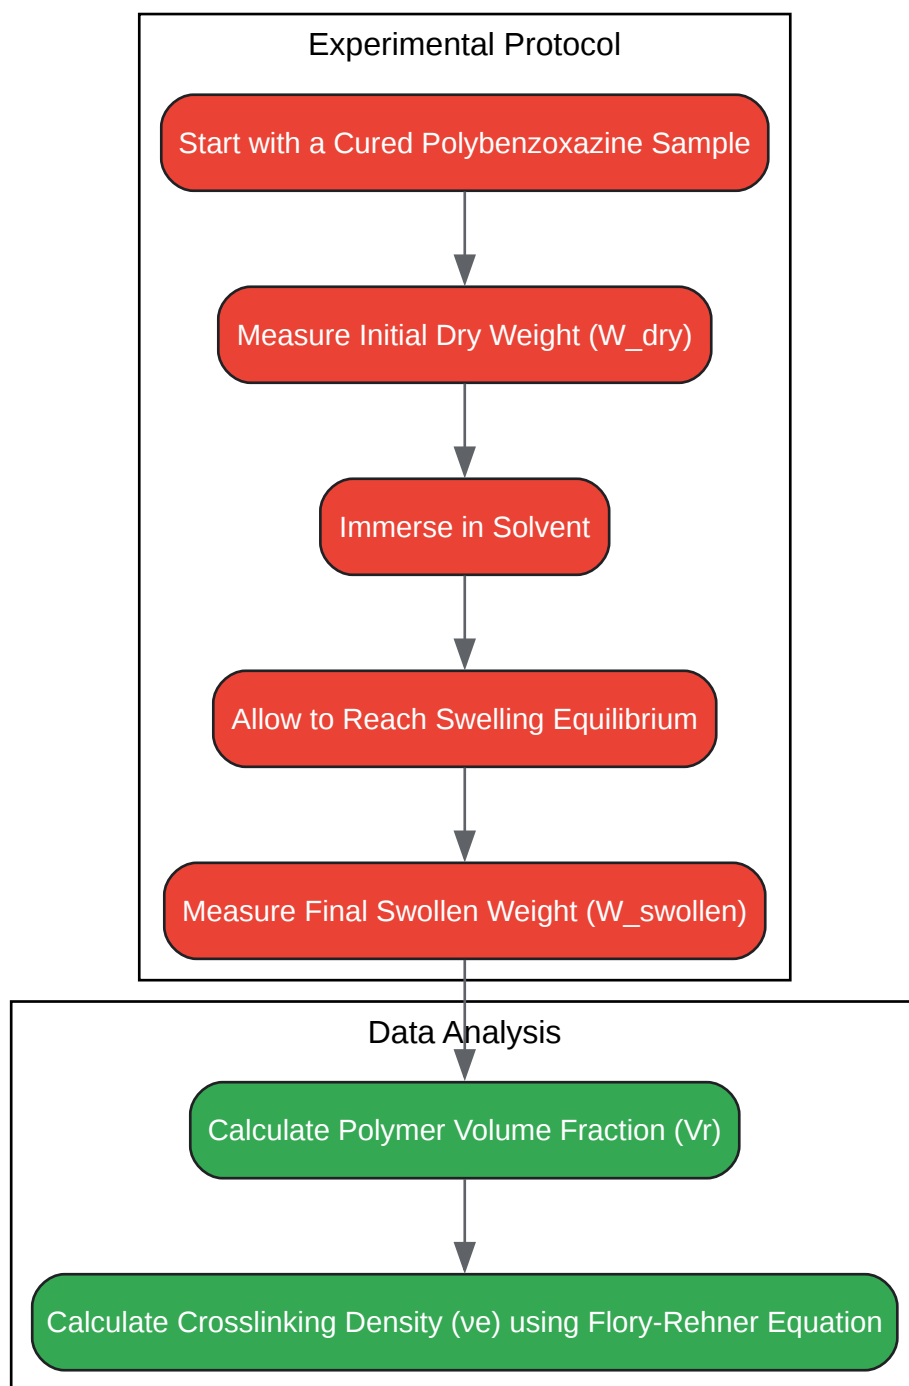 Experimental Protocol
Start with a Cured Polybenzoxazine Sample
Measure Initial Dry Weight (W_dry)
Immerse in Solvent
Allow to Reach Swelling Equilibrium
Measure Final Swollen Weight (W_swollen)
Data Analysis
Calculate Polymer Volume Fraction (Vr)
Calculate Crosslinking Density (νe) using Flory-Rehner Equation